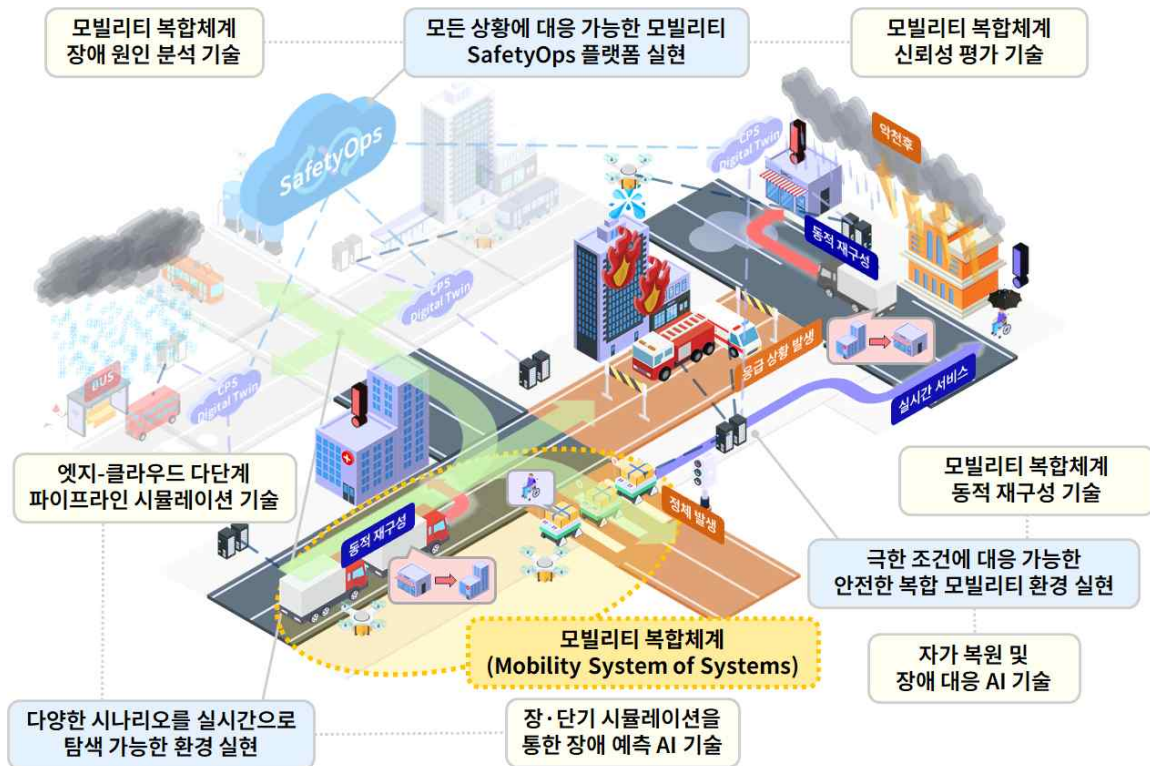 모빌리티 복합체계
장애 원인 분석 기술
모든 상황에 대응 가능한 모빌리티
SafetyOps 플랫폼 실현
모빌리티 복합체계
신뢰성 평가 기술
SafetyOps
CPS
Digital Twin
악천후
동적 재구성
CPS
Digital Twin
BUS
CPS
Digital Twin
응급 상황 발생
실시간 서비스
엣지-클라우드 다단계
파이프라인 시뮬레이션 기술
모빌리티 복합체계
동적 재구성 기술
정체 발생
동적 재구성
극한 조건에 대응 가능한
안전한 복합 모빌리티 환경 실현
모빌리티 복합체계
(Mobility System of Systems)
자가 복원 및
장애 대응 AI 기술
다양한 시나리오를 실시간으로
탐색 가능한 환경 실현
장·단기 시뮬레이션을
통한 장애 예측 AI 기술